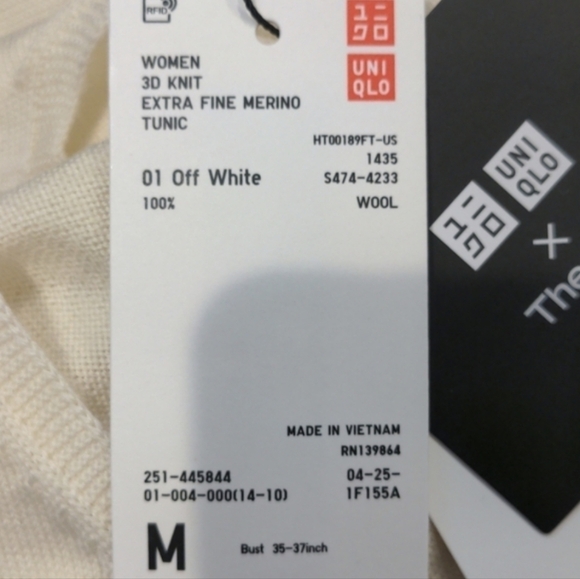 RFID
ユニ
クロ
UNI
QLO
WOMEN
3D KNIT
EXTRA FINE MERINO
TUNIC
HT00189FT-US
1435
01 Off White S474-4233
100% WOOL
MADE IN VIETNAM
RN139864
251-445844 04-25-
01-004-000(14-10) 1F155A
M Bust 35-37inch
ユニ
クロ
UNI
QLO
×
The